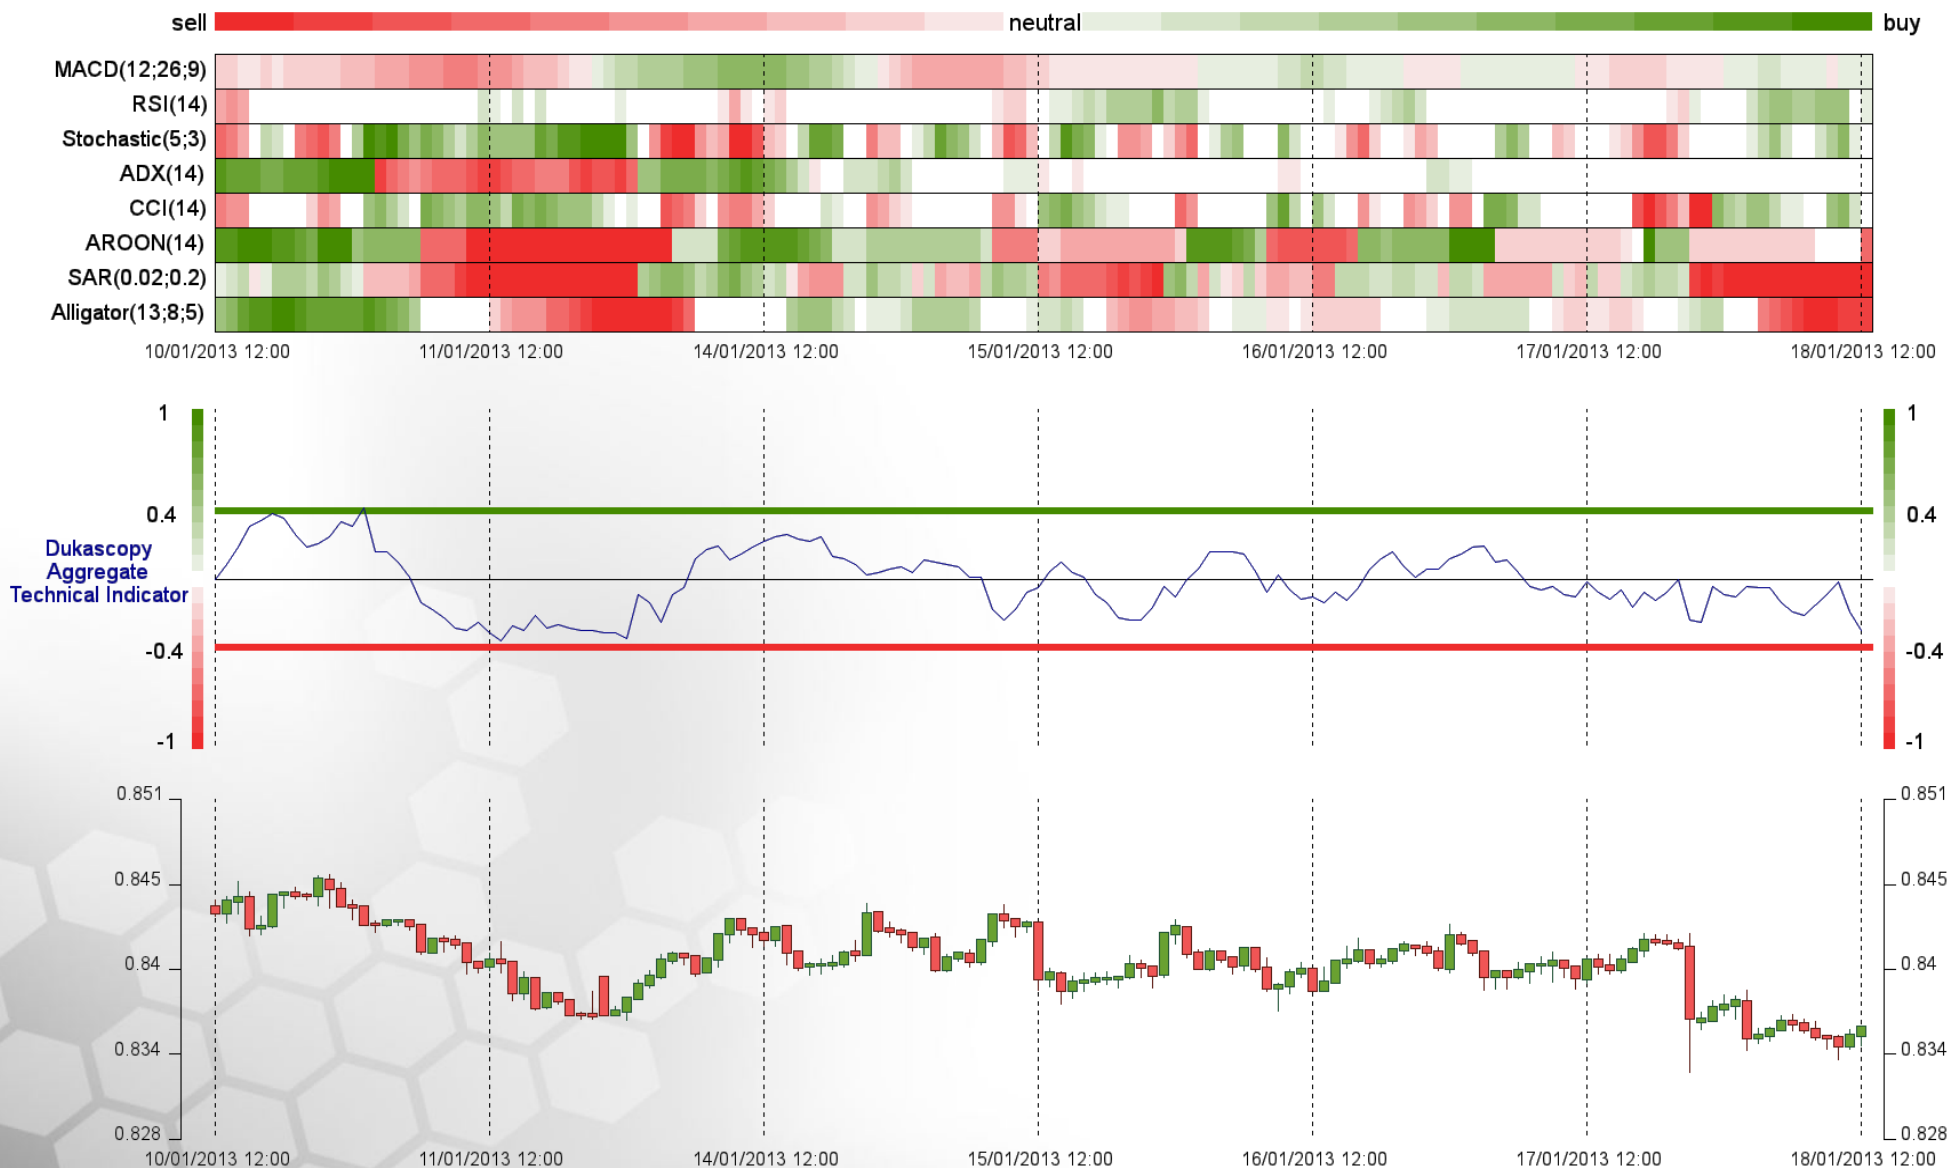 sell neutral buy
MACD(12;26;9)
RSI(14)
Stochastic(5;3)
ADX(14)
CCI(14)
AROON(14)
SAR(0.02;0.2)
Alligator(13;8;5)
10/01/2013 12:00 11/01/2013 12:00 14/01/2013 12:00 15/01/2013 12:00 16/01/2013 12:00 17/01/2013 12:00 18/01/2013 12:00
1 1
0.4 0.4
Dukascopy
Aggregate
Technical Indicator
-0.4 -0.4
-1 -1
0.851 0.851
0.845 0.845
0.84 0.84
0.834 0.834
0.828 0.828
10/01/2013 12:00 11/01/2013 12:00 14/01/2013 12:00 15/01/2013 12:00 16/01/2013 12:00 17/01/2013 12:00 18/01/2013 12:00